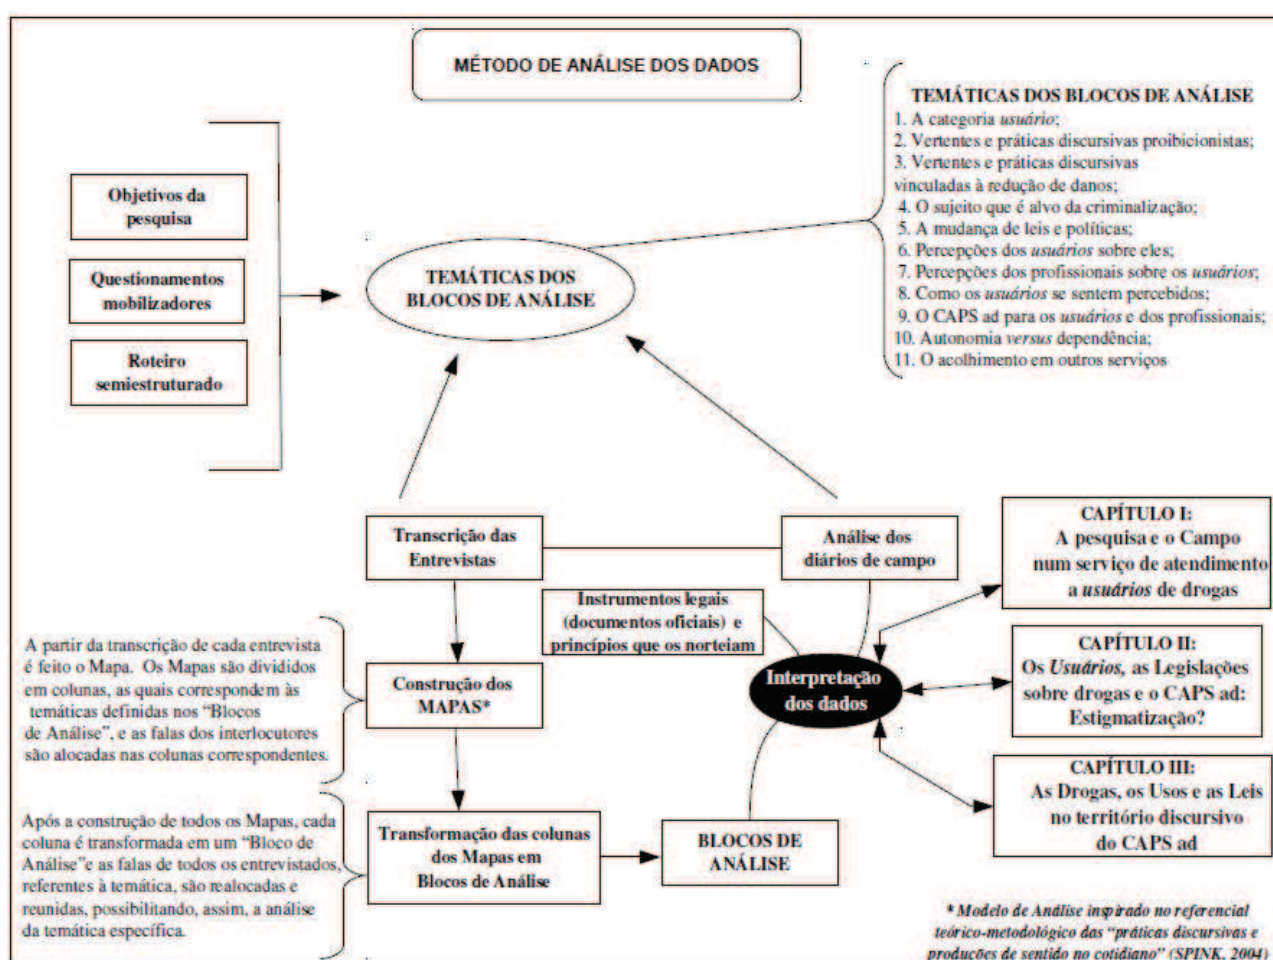 MÉTODO DE ANÁLISE DOS DADOS
Objetivos da
pesquisa
Questionamentos
mobilizadores
Roteiro
semiestruturado
TEMÁTICAS DOS
BLOCOS DE ANÁLISE
TEMÁTICAS DOS BLOCOS DE ANÁLISE
1. A categoria usuário;
2. Vertentes e práticas discursivas proibicionistas;
3. Vertentes e práticas discursivas
vinculadas à redução de danos;
4. O sujeito que é alvo da criminalização;
5. A mudança de leis e políticas;
6. Percepções dos usuários sobre eles;
7. Percepções dos profissionais sobre os usuários;
8. Como os usuários se sentem percebidos;
9. O CAPS ad para os usuários e dos profissionais;
10. Autonomia versus dependência;
11. O acolhimento em outros serviços
Transcrição das
Entrevistas
Análise dos
diários de campo
Instrumentos legais
(documentos oficiais) e
princípios que os norteiam
A partir da transcrição de cada entrevista
é feito o Mapa. Os Mapas são divididos
em colunas, as quais correspondem às
temáticas definidas nos “Blocos
de Análise”, e as falas dos interlocutores
são alocadas nas colunas correspondentes.
Construção dos
MAPAS*
Interpretação
dos dados
Após a construção de todos os Mapas, cada
coluna é transformada em um “Bloco de
Análise”e as falas de todos os entrevistados,
referentes à temática, são realocadas e
reunidas, possibilitando, assim, a análise
da temática específica.
Transformação das colunas
dos Mapas em
Blocos de Análise
BLOCOS DE
ANÁLISE
CAPÍTULO I:
A pesquisa e o Campo
num serviço de atendimento
a usuários de drogas
CAPÍTULO II:
Os Usuários, as Legislações
sobre drogas e o CAPS ad:
Estigmatização?
CAPÍTULO III:
As Drogas, os Usos e as Leis
no território discursivo
do CAPS ad
* Modelo de Análise inspirado no referencial
teórico-metodológico das “práticas discursivas e
produções de sentido no cotidiano” (SPINK, 2004)